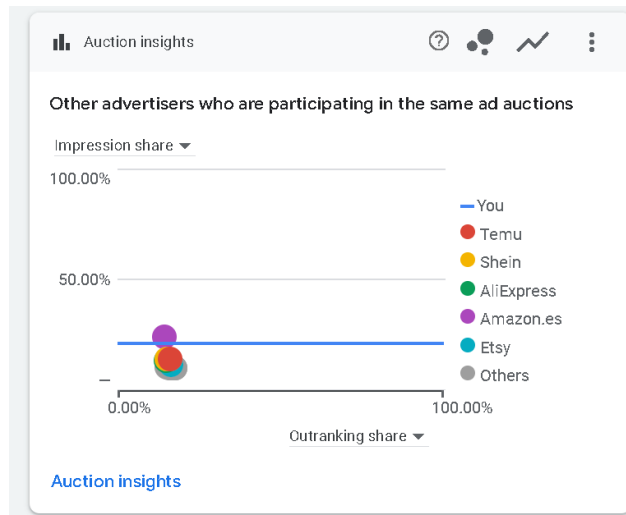 Auction insights
Other advertisers who are participating in the same ad auctions
Impression share
100.00%
50.00%
—
0.00%
100.00%
Outranking share
You
Temu
Shein
AliExpress
Amazon.es
Etsy
Others
Auction insights